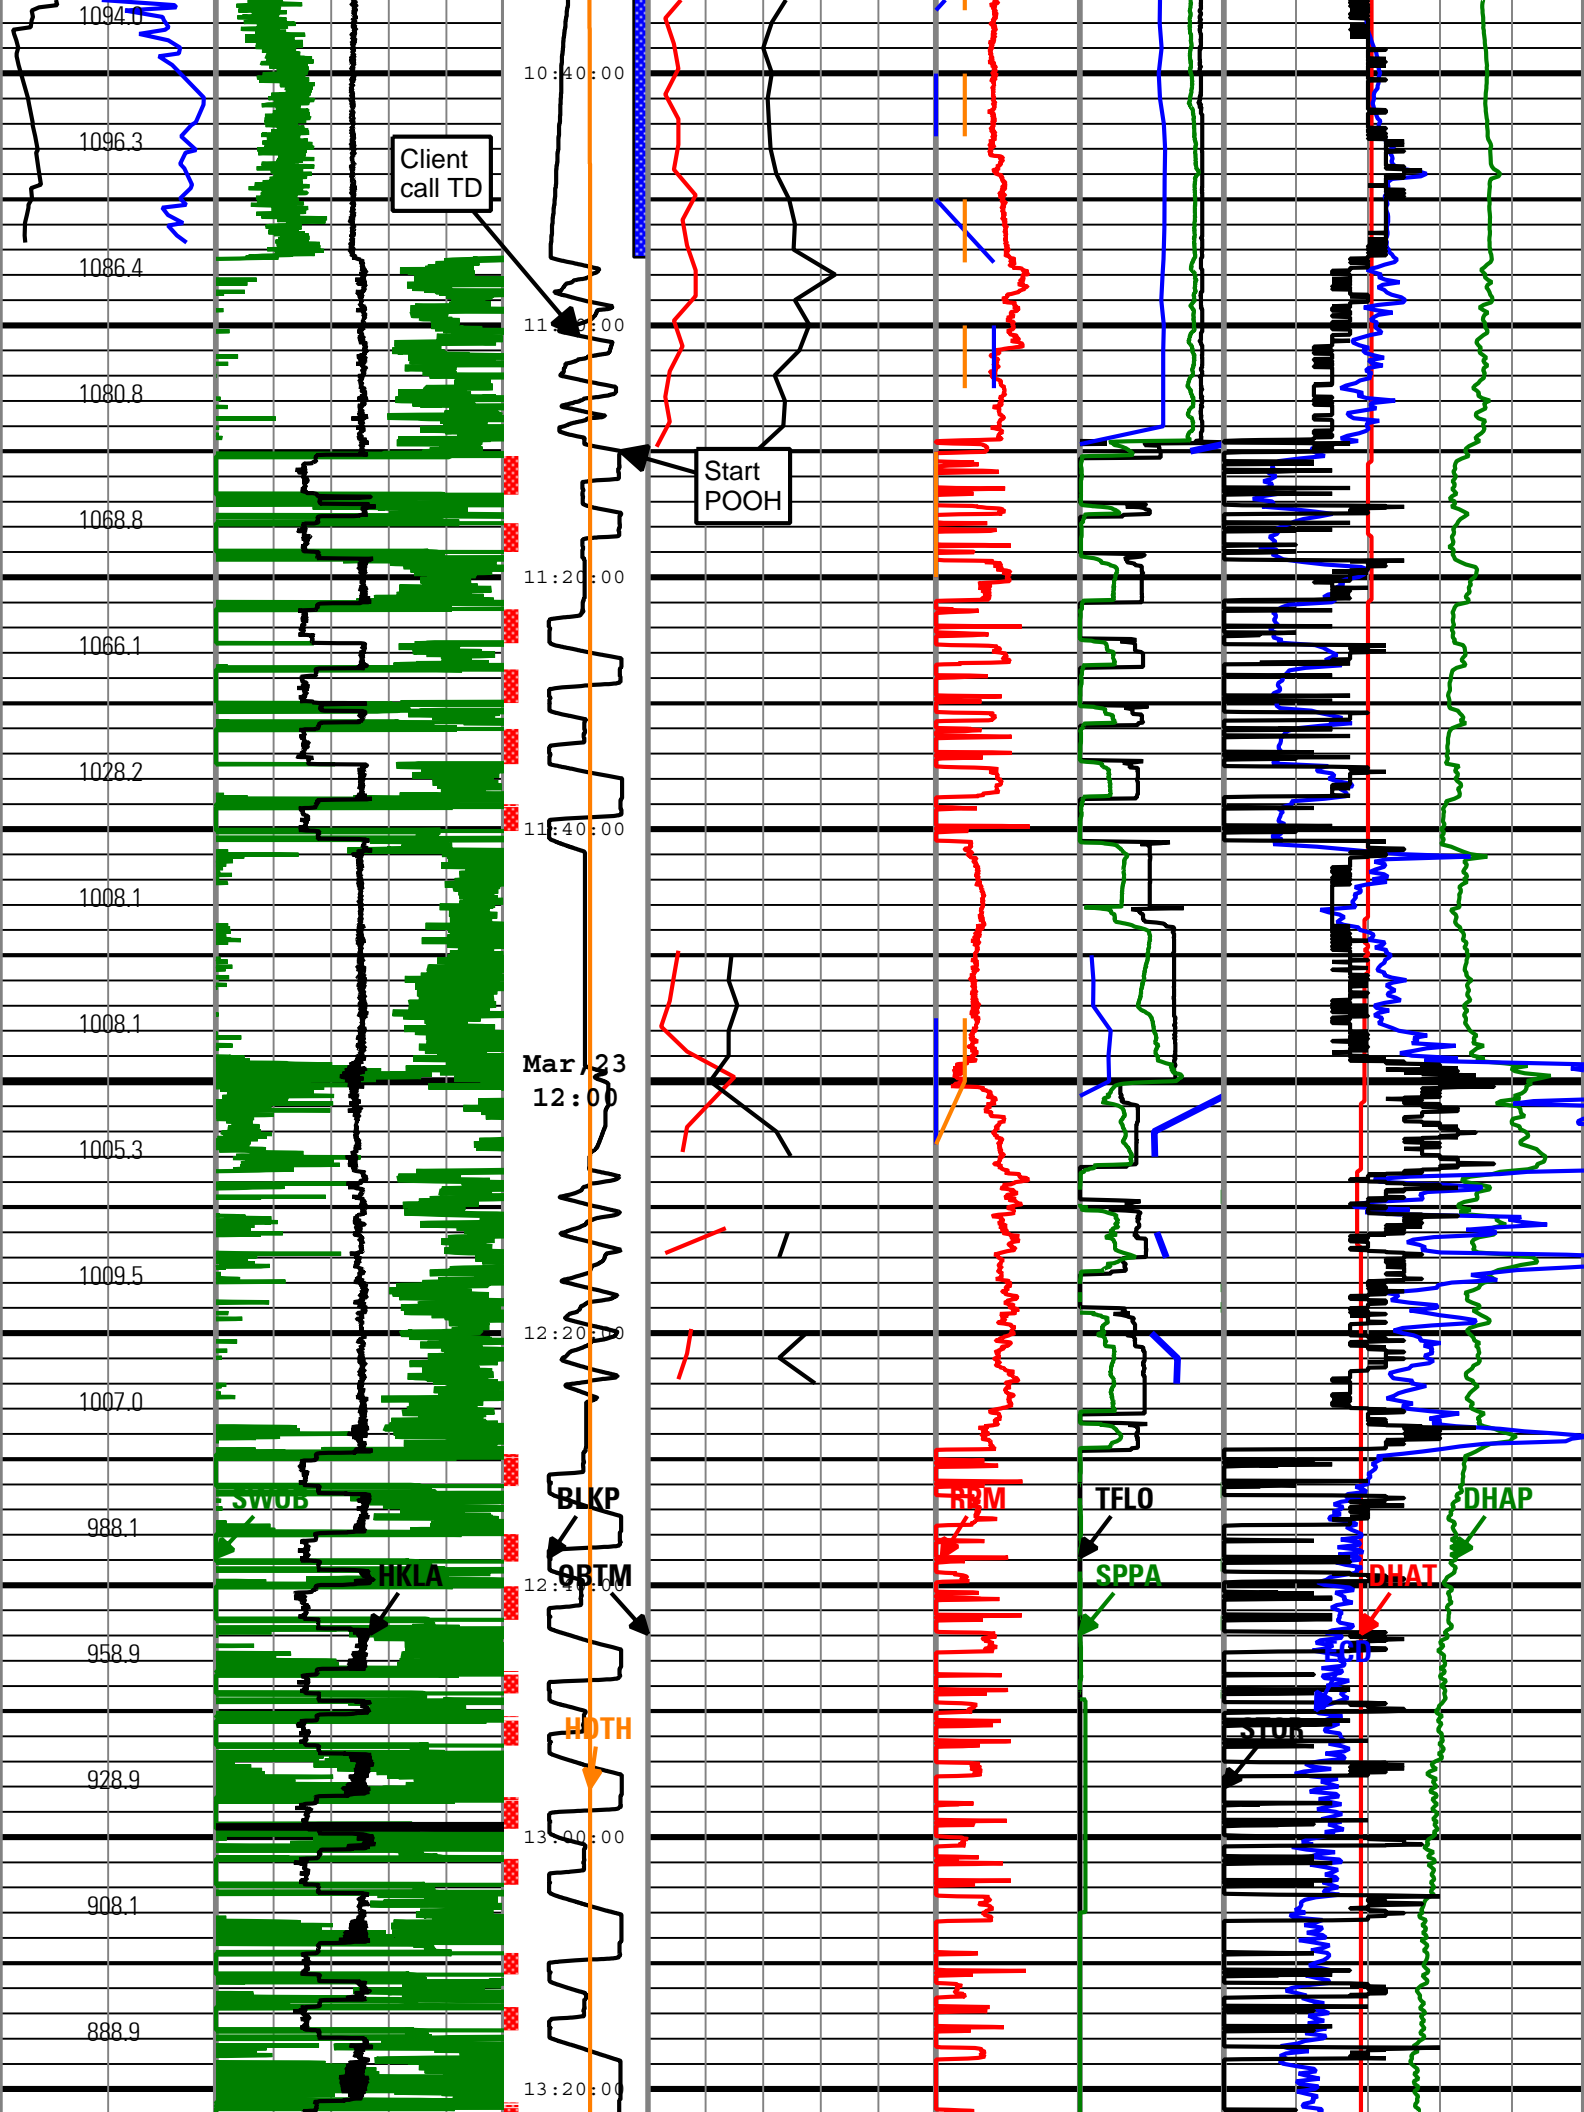 1094.0
10:40:00
1096.3
Client
call TD
1086.4
11:00:00
1080.8
Start
POOH
1068.8
11:20:00
1066.1
1028.2
11:40:00
1008.1
1008.1
Mar/23
12:00
1005.3
1009.5
12:20:00
1007.0
SWOB
BLKP
RPM
TFLO
DHAP
988.1
HKLA
OBTM
12:40:00
SPPA
DHAT
958.9
ECD
HDTH
STOR
928.9
13:00:00
908.1
888.9
13:20:00